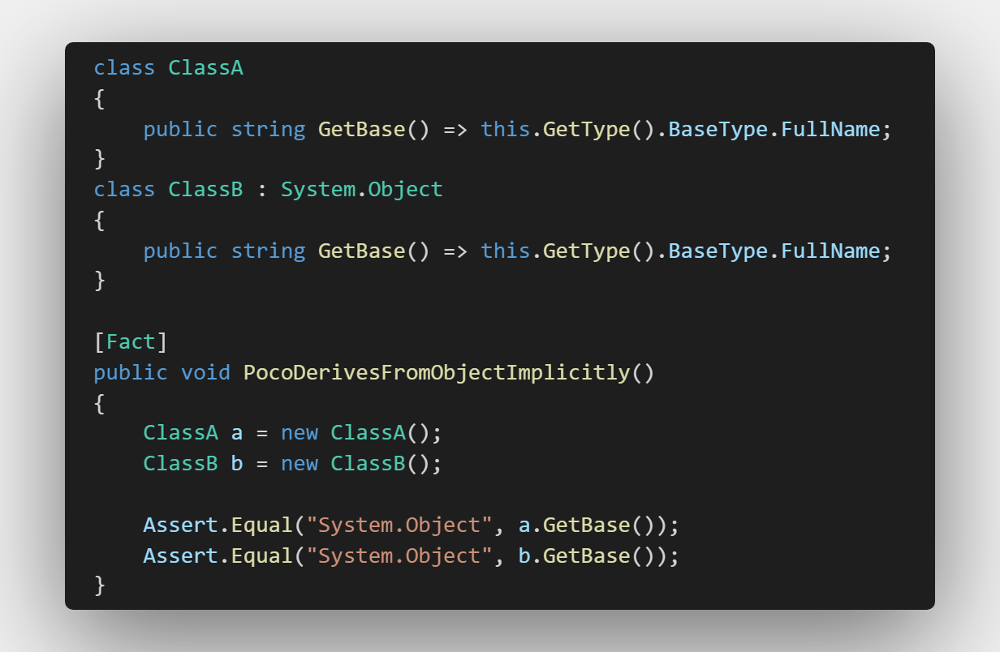 class ClassA
{
    public string GetBase() => this.GetType().BaseType.FullName;
}
class ClassB : System.Object
{
    public string GetBase() => this.GetType().BaseType.FullName;
}

[Fact]
public void PocoDerivesFromObjectImplicitly()
{
    ClassA a = new ClassA();
    ClassB b = new ClassB();

    Assert.Equal("System.Object", a.GetBase());
    Assert.Equal("System.Object", b.GetBase());
}